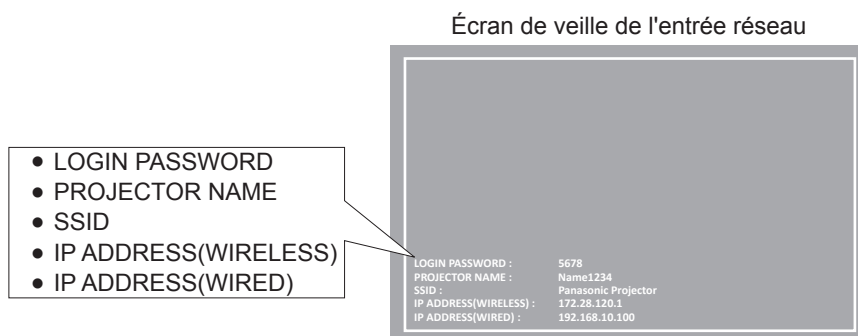 Écran de veille de l'entrée réseau
• LOGIN PASSWORD
• PROJECTOR NAME
• SSID
• IP ADDRESS(WIRELESS)
• IP ADDRESS(WIRED)
LOGIN PASSWORD : 5678
PROJECTOR NAME : Name1234
SSID : Panasonic Projector
IP ADDRESS(WIRELESS) : 172.28.120.1
IP ADDRESS(WIRED) : 192.168.10.100